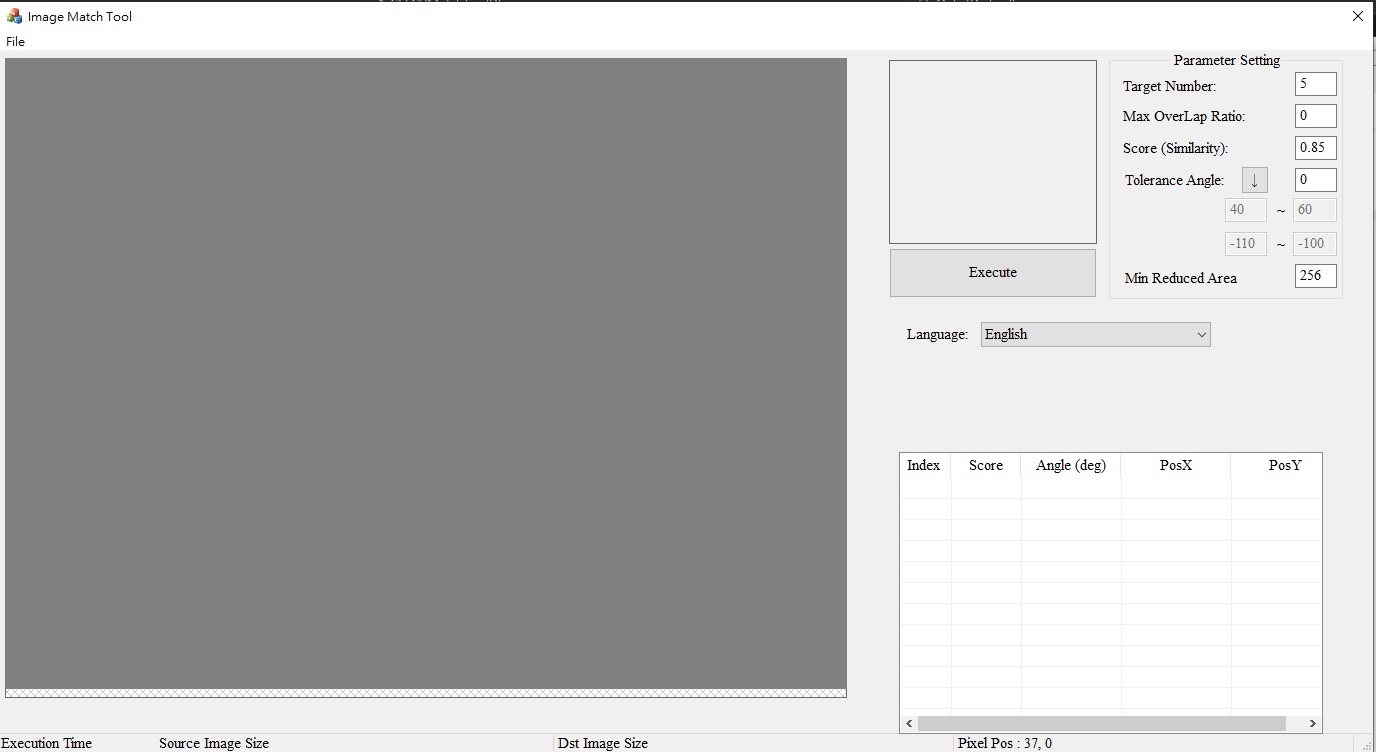 Image Match Tool
File
Parameter Setting
Target Number: 5
Max OverLap Ratio: 0
Score (Similarity): 0.85
Tolerance Angle: ↓ 0
40 ~ 60
-110 ~ -100
Min Reduced Area 256
Execute
Language: English
Index Score Angle (deg) PosX PosY
Execution Time Source Image Size Dst Image Size Pixel Pos : 37, 0